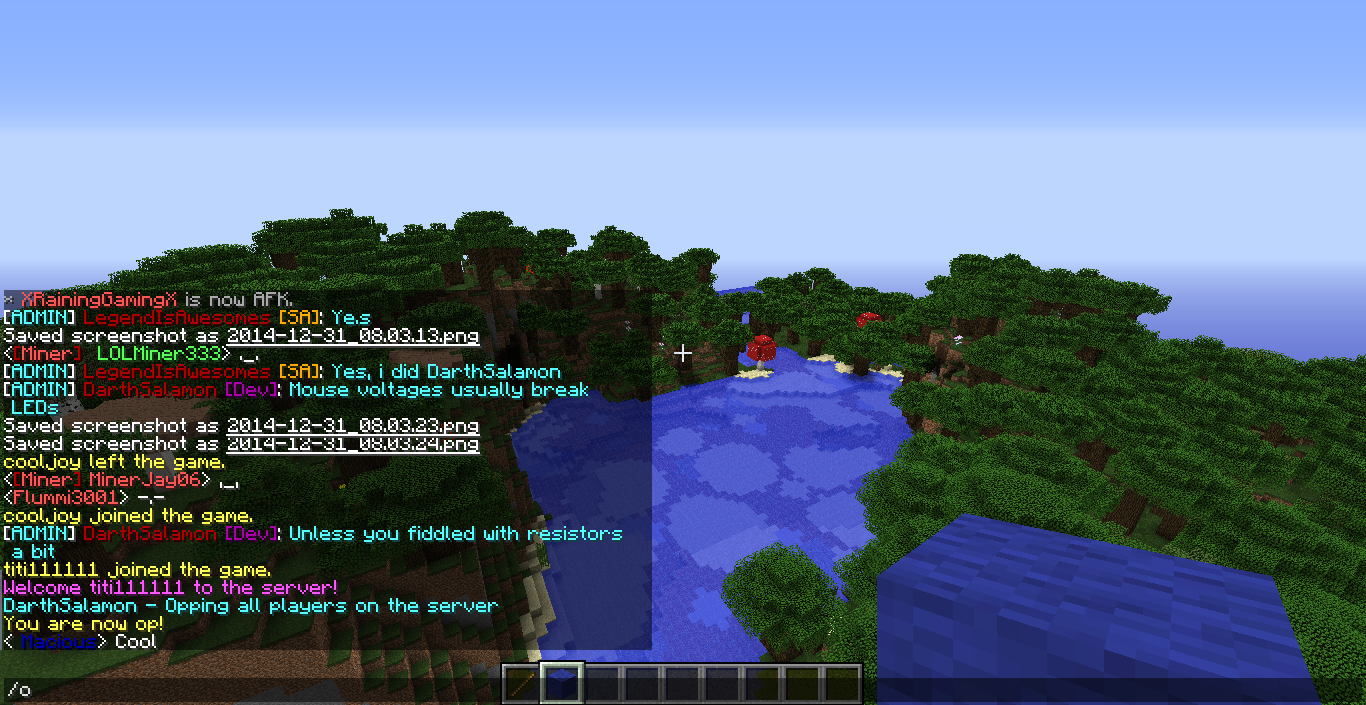 * XRainingGamingX is now AFK.
[ADMIN] LegendIsAwesomes [SA]: Ye.s
Saved screenshot as 2014-12-31_08.03.13.png
<[Miner] LOLMiner333> ._.
[ADMIN] LegendIsAwesomes [SA]: Yes, i did DarthSalamon
[ADMIN] DarthSalamon [Dev]: Mouse voltages usually break
LEDs
Saved screenshot as 2014-12-31_08.03.23.png
Saved screenshot as 2014-12-31_08.03.24.png
cooljoy left the game.
<[Miner] MinerJay06> ._.
<Flummi3001> -.-
cooljoy joined the game.
[ADMIN] DarthSalamon [Dev]: Unless you fiddled with resistors
a bit
titi111111 joined the game.
Welcome titi111111 to the server!
DarthSalamon - Opping all players on the server
You are now op!
< Macious> Cool
/o